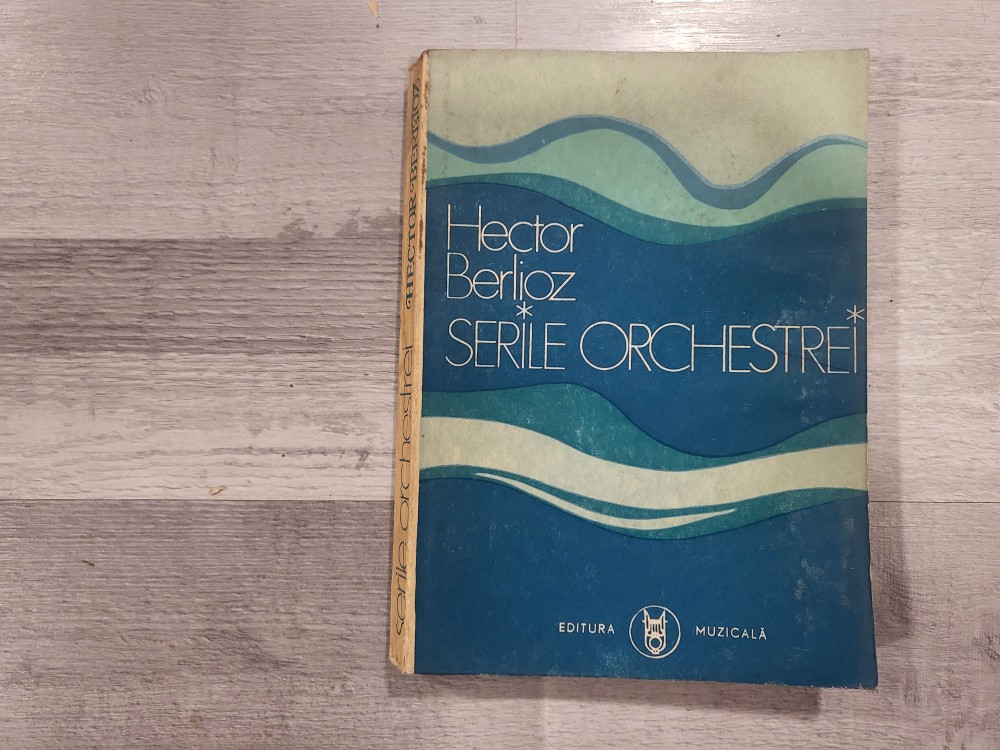 Hector
Berlioz
SERILE ORCHESTREI
EDITURA MUZICALĂ
serile orchestrei HECTOR BERLIOZ